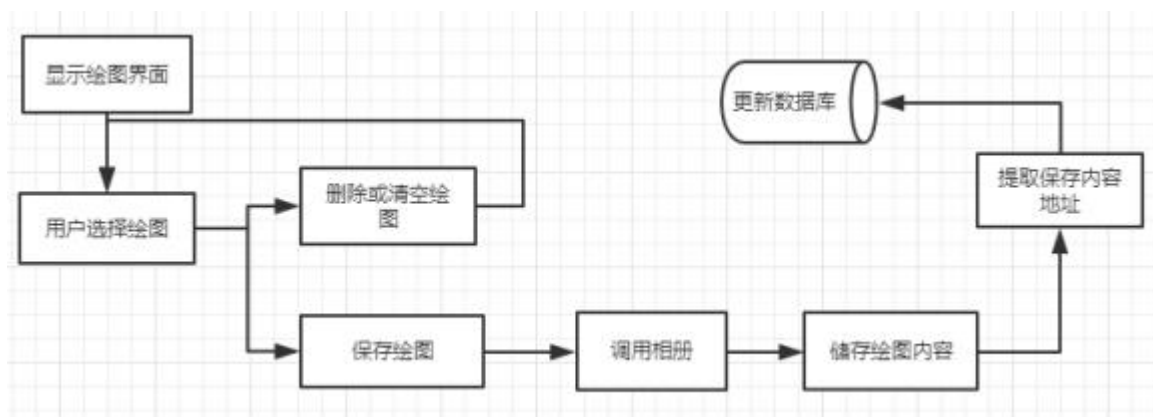 显示绘图界面
更新数据库
用户选择绘图
删除或清空绘
图
提取保存内容
地址
保存绘图
调用相册
储存绘图内容